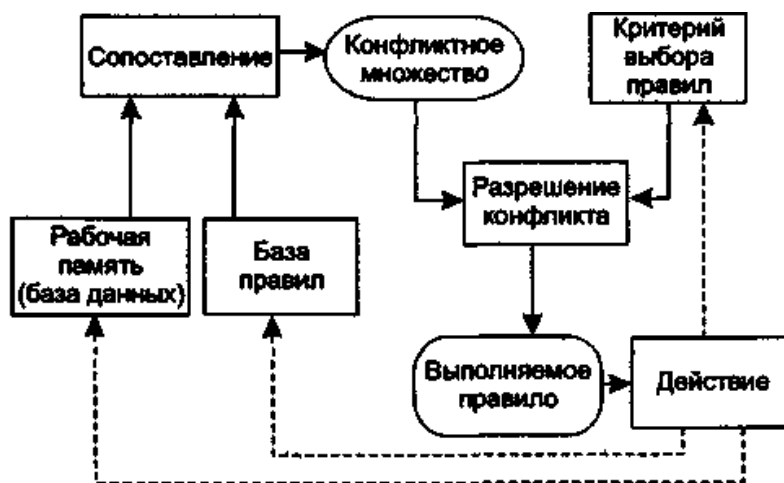 Сопоставление
Конфликтное
множество
Критерий
выбора
правил
Разрешение
конфликта
Рабочая
память
(база данных)
База
правил
Выполняемое
правило
Действие